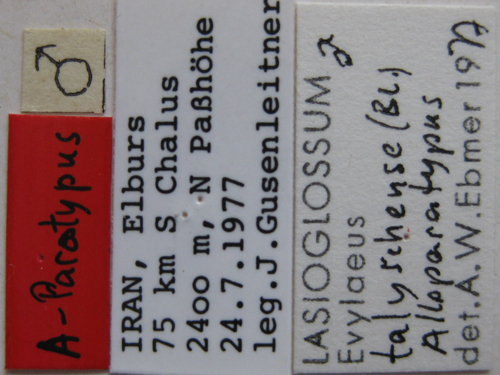 ♂
A-Paratypus
IRAN, Elburs
75 km S Chalus
2400 m, N Paßhöhe
24.7.1977
leg.J.Gusenleitner
LASIOGLOSSUM ♂
Evylaeus
talyschense (Bl.)
Alloparatypus
det.A.W.Ebmer 1977